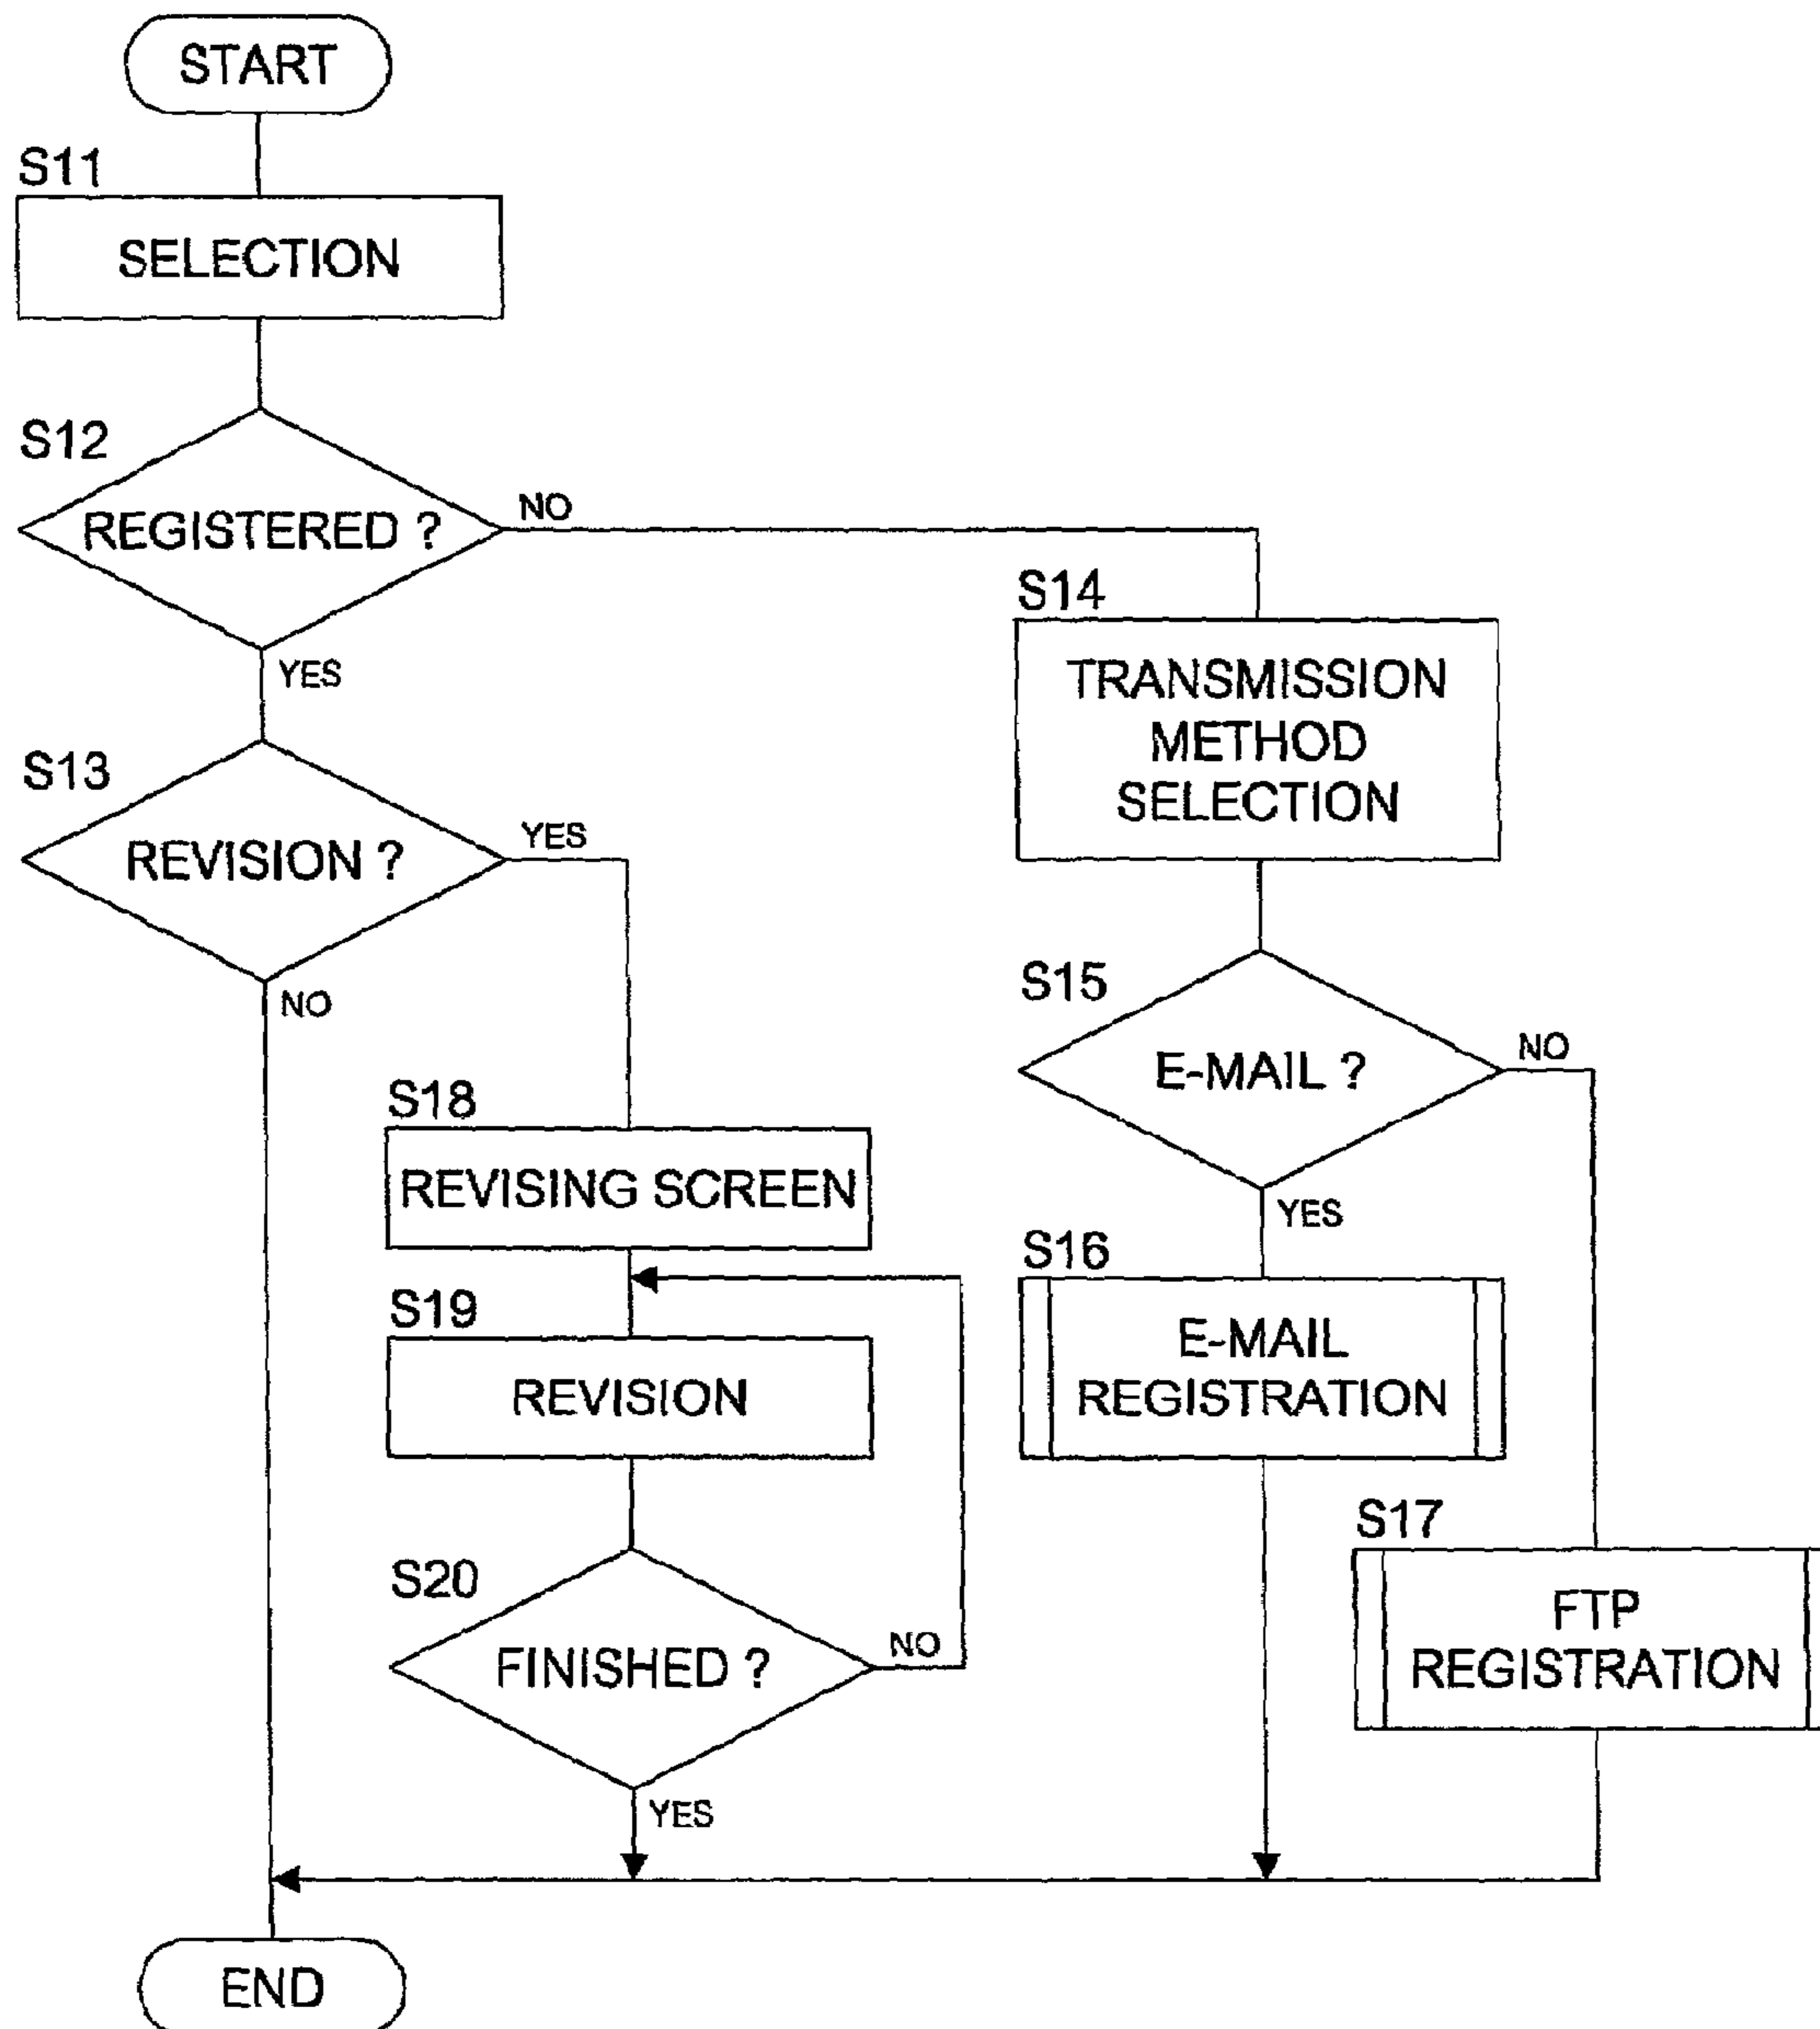 START
S11
SELECTION
S12
REGISTERED ?
NO
YES
S13
REVISION ?
YES
NO
S14
TRANSMISSION
METHOD
SELECTION
S15
E-MAIL ?
NO
YES
S16
E-MAIL
REGISTRATION
S17
FTP
REGISTRATION
S18
REVISING SCREEN
S19
REVISION
S20
FINISHED ?
NO
YES
END